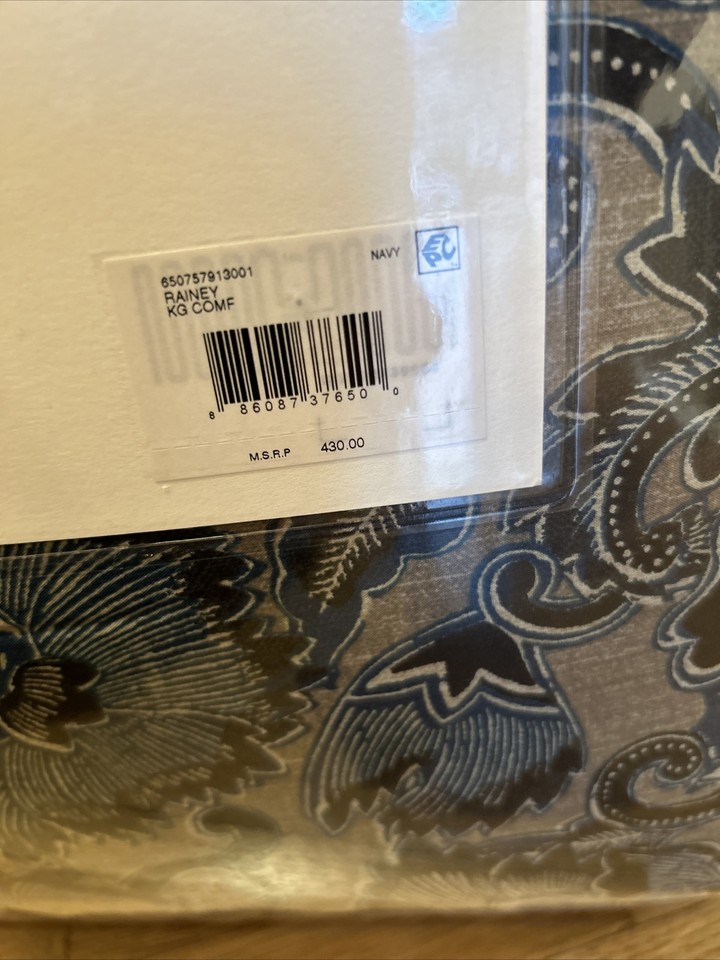 650757913001 NAVY
RAINEY
KG COMF
8 86087 37650 0
M.S.R.P 430.00